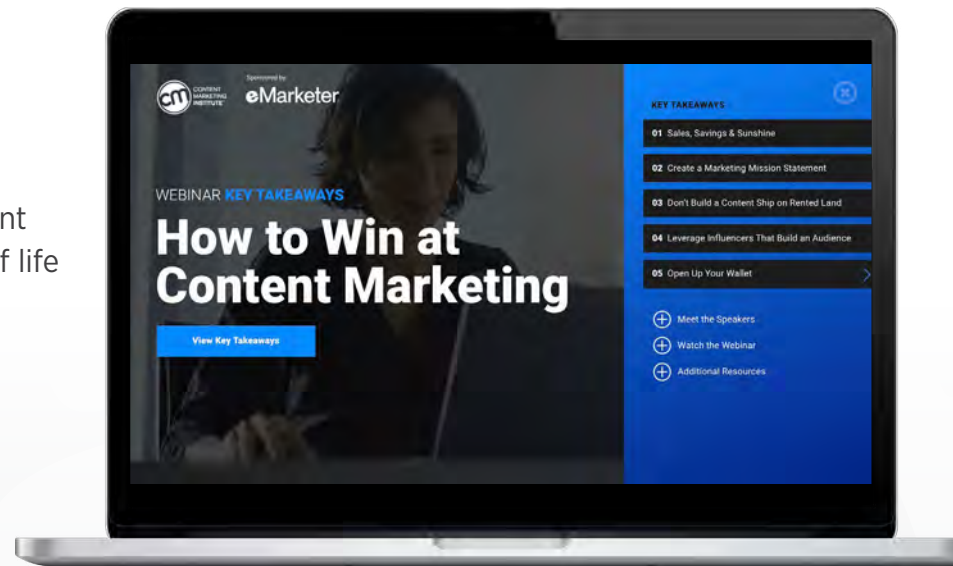 nt
f life
cm
CONTENT
MARKETING
INSTITUTE
Sponsored by
eMarketer
WEBINAR KEY TAKEAWAYS
How to Win at
Content Marketing
View Key Takeaways
KEY TAKEAWAYS
01 Sales, Savings & Sunshine
02 Create a Marketing Mission Statement
03 Don't Build a Content Ship on Rented Land
04 Leverage Influencers That Build an Audience
05 Open Up Your Wallet
Meet the Speakers
Watch the Webinar
Additional Resources